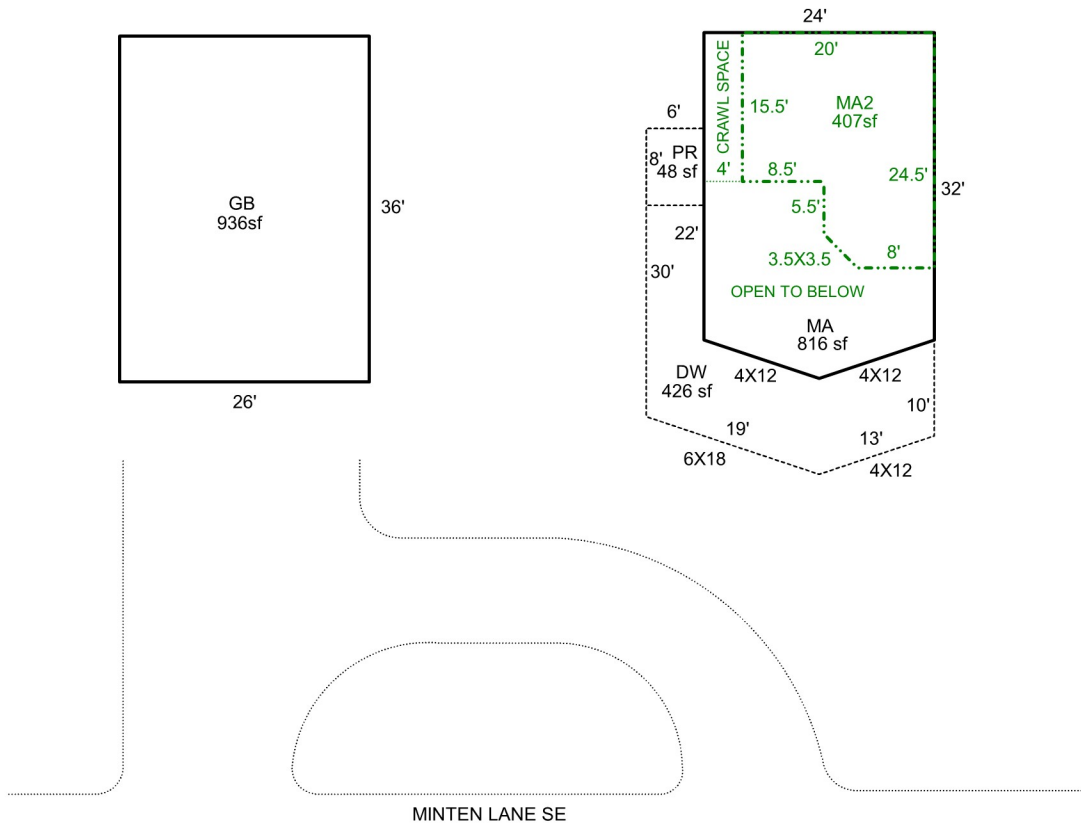 24'
20'
CRAWL SPACE
15.5'
MA2
407sf
6'
8'
PR
48 sf
4'
8.5'
24.5'
32'
GB
936sf
36'
5.5'
22'
3.5X3.5
8'
30'
OPEN TO BELOW
MA
816 sf
DW
426 sf
4X12
4X12
26'
10'
19'
13'
6X18
4X12
MINTEN LANE SE